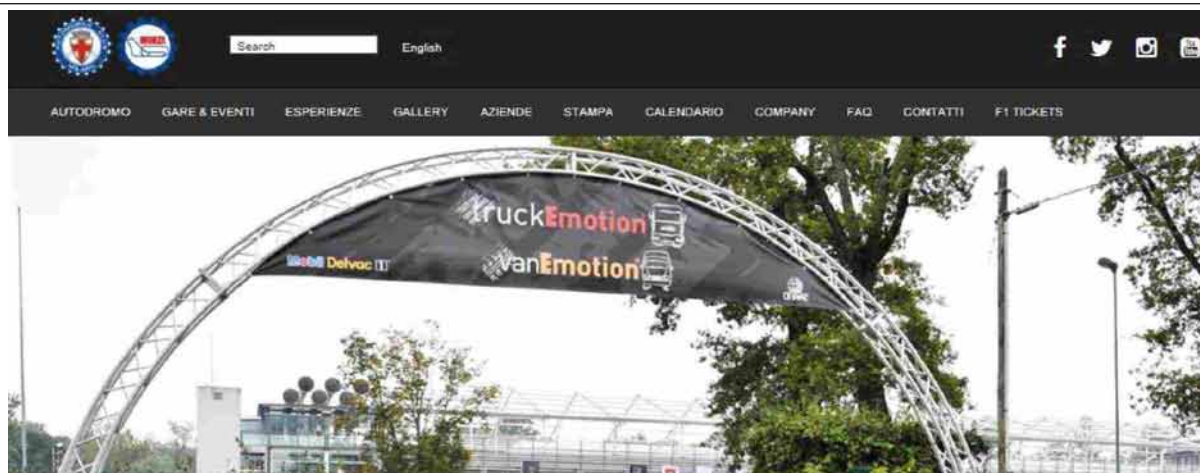 Search
English
AUTODROMO GARE & EVENTI ESPERIENZE GALLERY AZIENDE STAMPA CALENDARIO COMPANY FAQ CONTATTI F1 TICKETS
truckEmotion
vanEmotion
Mobil Delvac 1